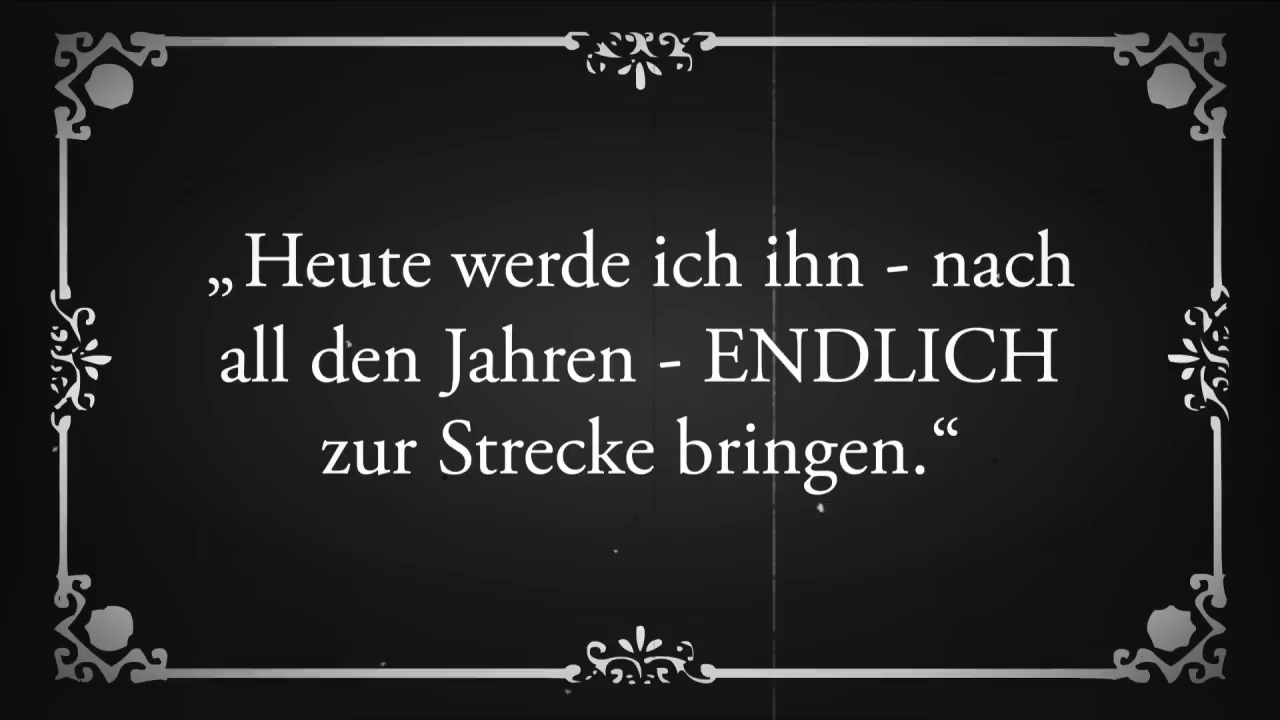 „Heute werde ich ihn - nach
all den Jahren - ENDLICH
zur Strecke bringen.“